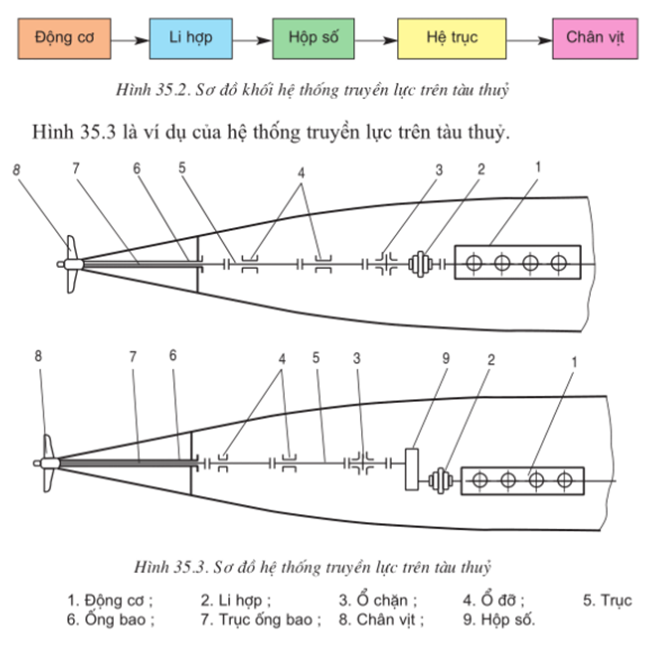 Động cơ Li hợp Hộp số Hệ trục Chân vịt
Hình 35.2. Sơ đồ khối hệ thống truyền lực trên tàu thuỷ
Hình 35.3 là ví dụ của hệ thống truyền lực trên tàu thuỷ.
8 7 6 5 4 3 2 1
8 7 6 4 5 3 9 2 1
Hình 35.3. Sơ đồ hệ thống truyền lực trên tàu thuỷ
1. Động cơ ; 2. Li hợp ; 3. Ổ chặn ; 4. Ổ đỡ ; 5. Trục
6. Ống bao ; 7. Trục ống bao ; 8. Chân vịt ; 9. Hộp số.